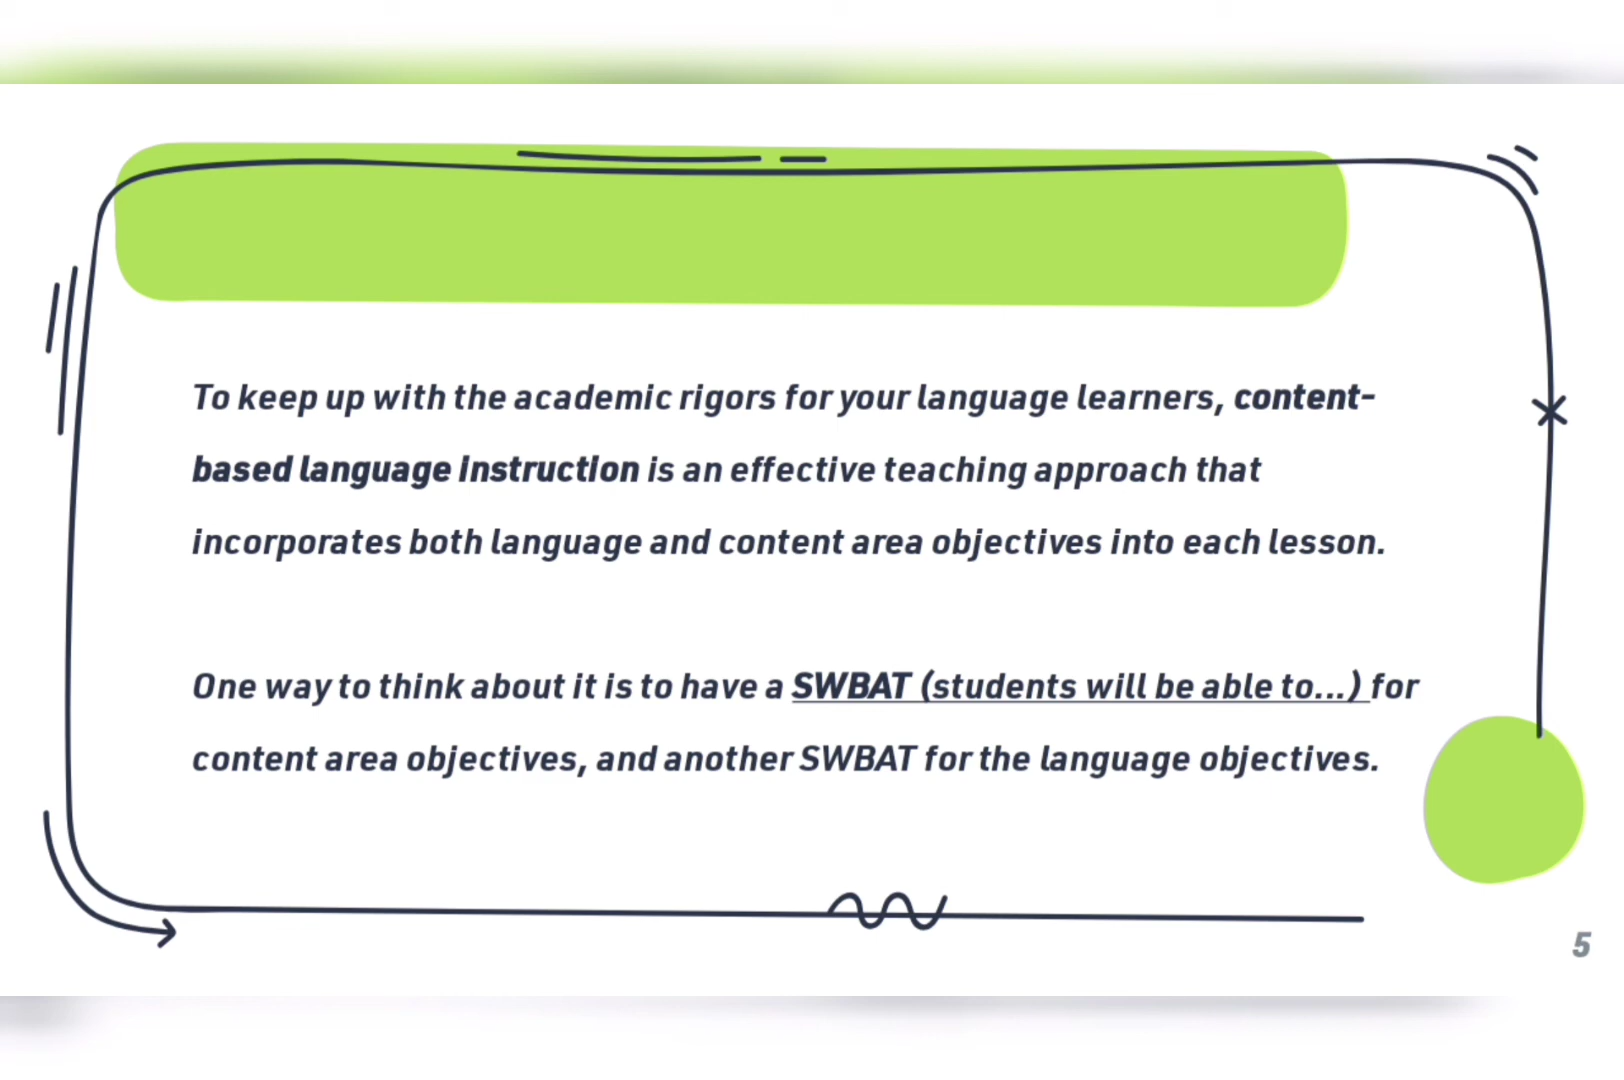 To keep up with the academic rigors for your language learners, content-
based language instruction is an effective teaching approach that
incorporates both language and content area objectives into each lesson.
One way to think about it is to have a SWBAT (students will be able to...) for
content area objectives, and another SWBAT for the language objectives.
5